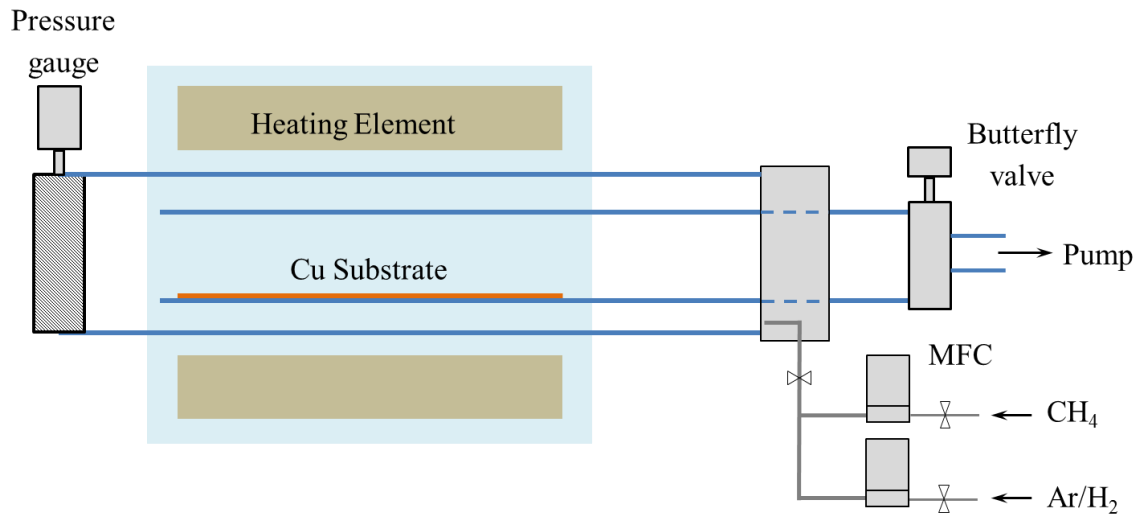 Pressure
gauge
Heating Element
Butterfly
valve
Cu Substrate
Pump
MFC
CH₄
Ar/H₂